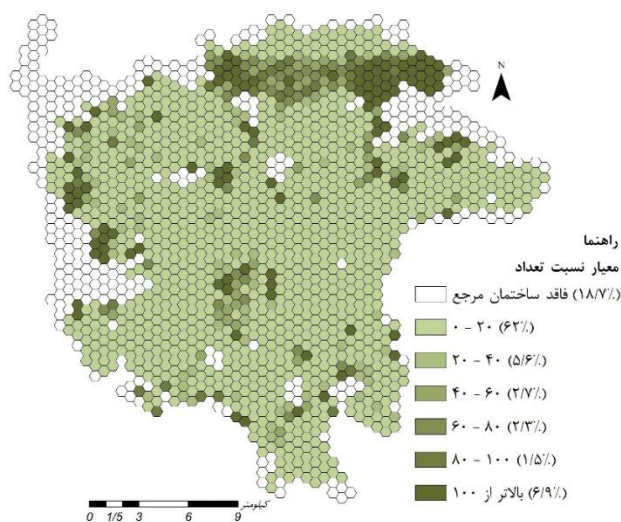 N
راهنما
معیار نسبت تعداد
فاقد ساختمان مرجع (۱۸/۷٪)
۰ - ۲۰ (۶۲٪)
۲۰ - ۴۰ (۵/۶٪)
۴۰ - ۶۰ (۲/۷٪)
۶۰ - ۸۰ (۲/۳٪)
۸۰ - ۱۰۰ (۱/۵٪)
بالاتر از ۱۰۰ (۶/۹٪)
کیلومتر
0 1/5 3 6 9